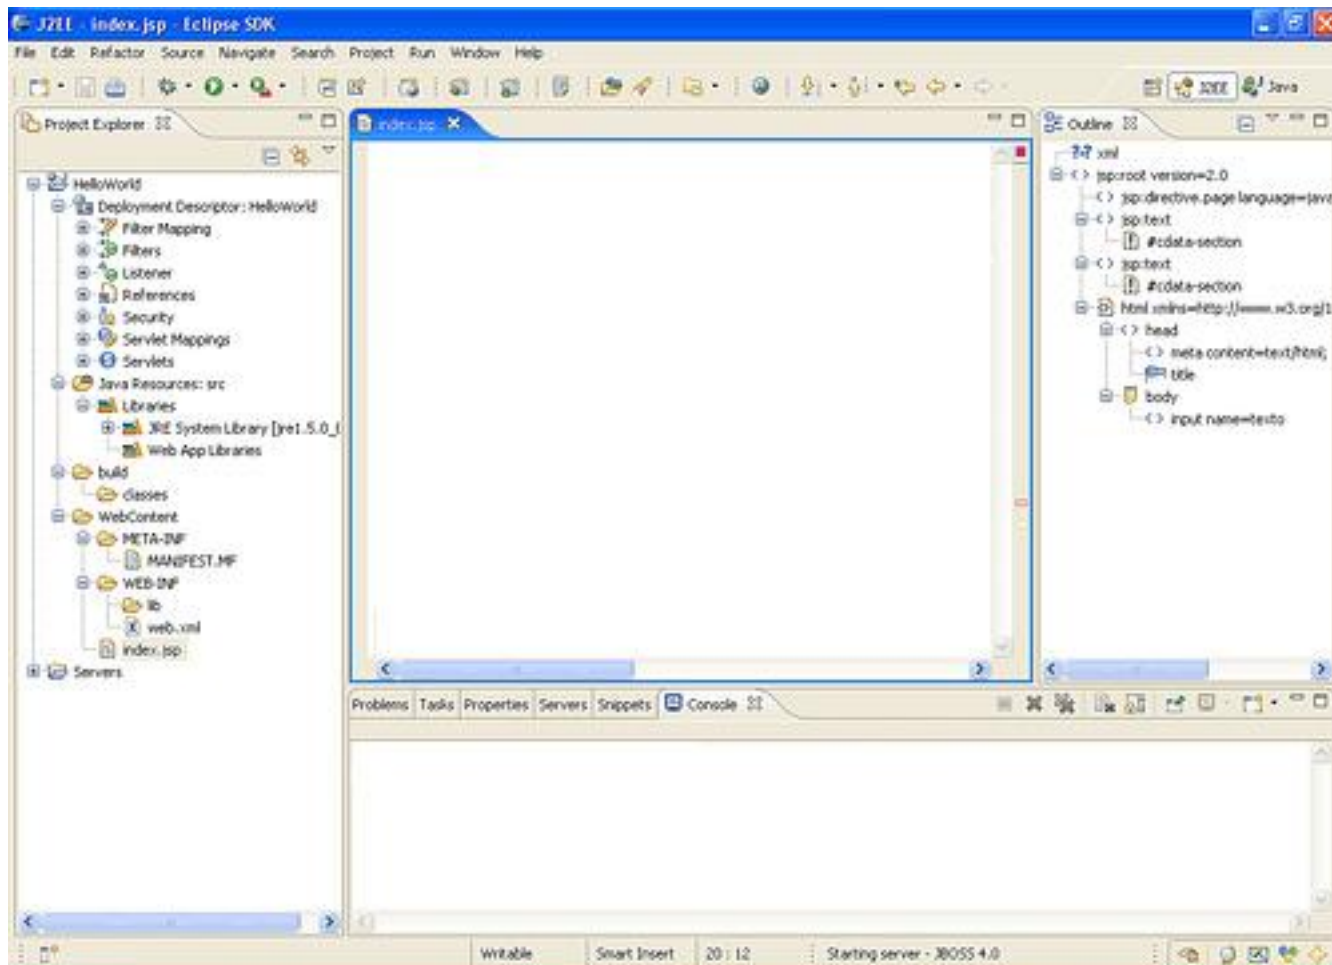 J2EE - index.jsp - Eclipse SDK
File Edit Refactor Source Navigate Search Project Run Window Help
J2EE Java
Project Explorer
HelloWorld
Deployment Descriptor: HelloWorld
Filter Mapping
Filters
Listener
References
Security
Servlet Mappings
Servlets
Java Resources: src
Libraries
JRE System Library [jre1.5.0_
Web App Libraries
build
classes
WebContent
META-INF
MANIFEST.MF
WEB-INF
lib
web.xml
index.jsp
Servers
index.jsp
Outline
?-? xml
jsp:root version=2.0
jsp:directive.page language=java
jsp:text
#cdata-section
jsp:text
#cdata-section
html xmlns=http://www.w3.org/1
head
meta content=text/html;
title
body
input name=texto
Problems Tasks Properties Servers Snippets Console
Writable Smart Insert 20 : 12 Starting server - JBOSS 4.0